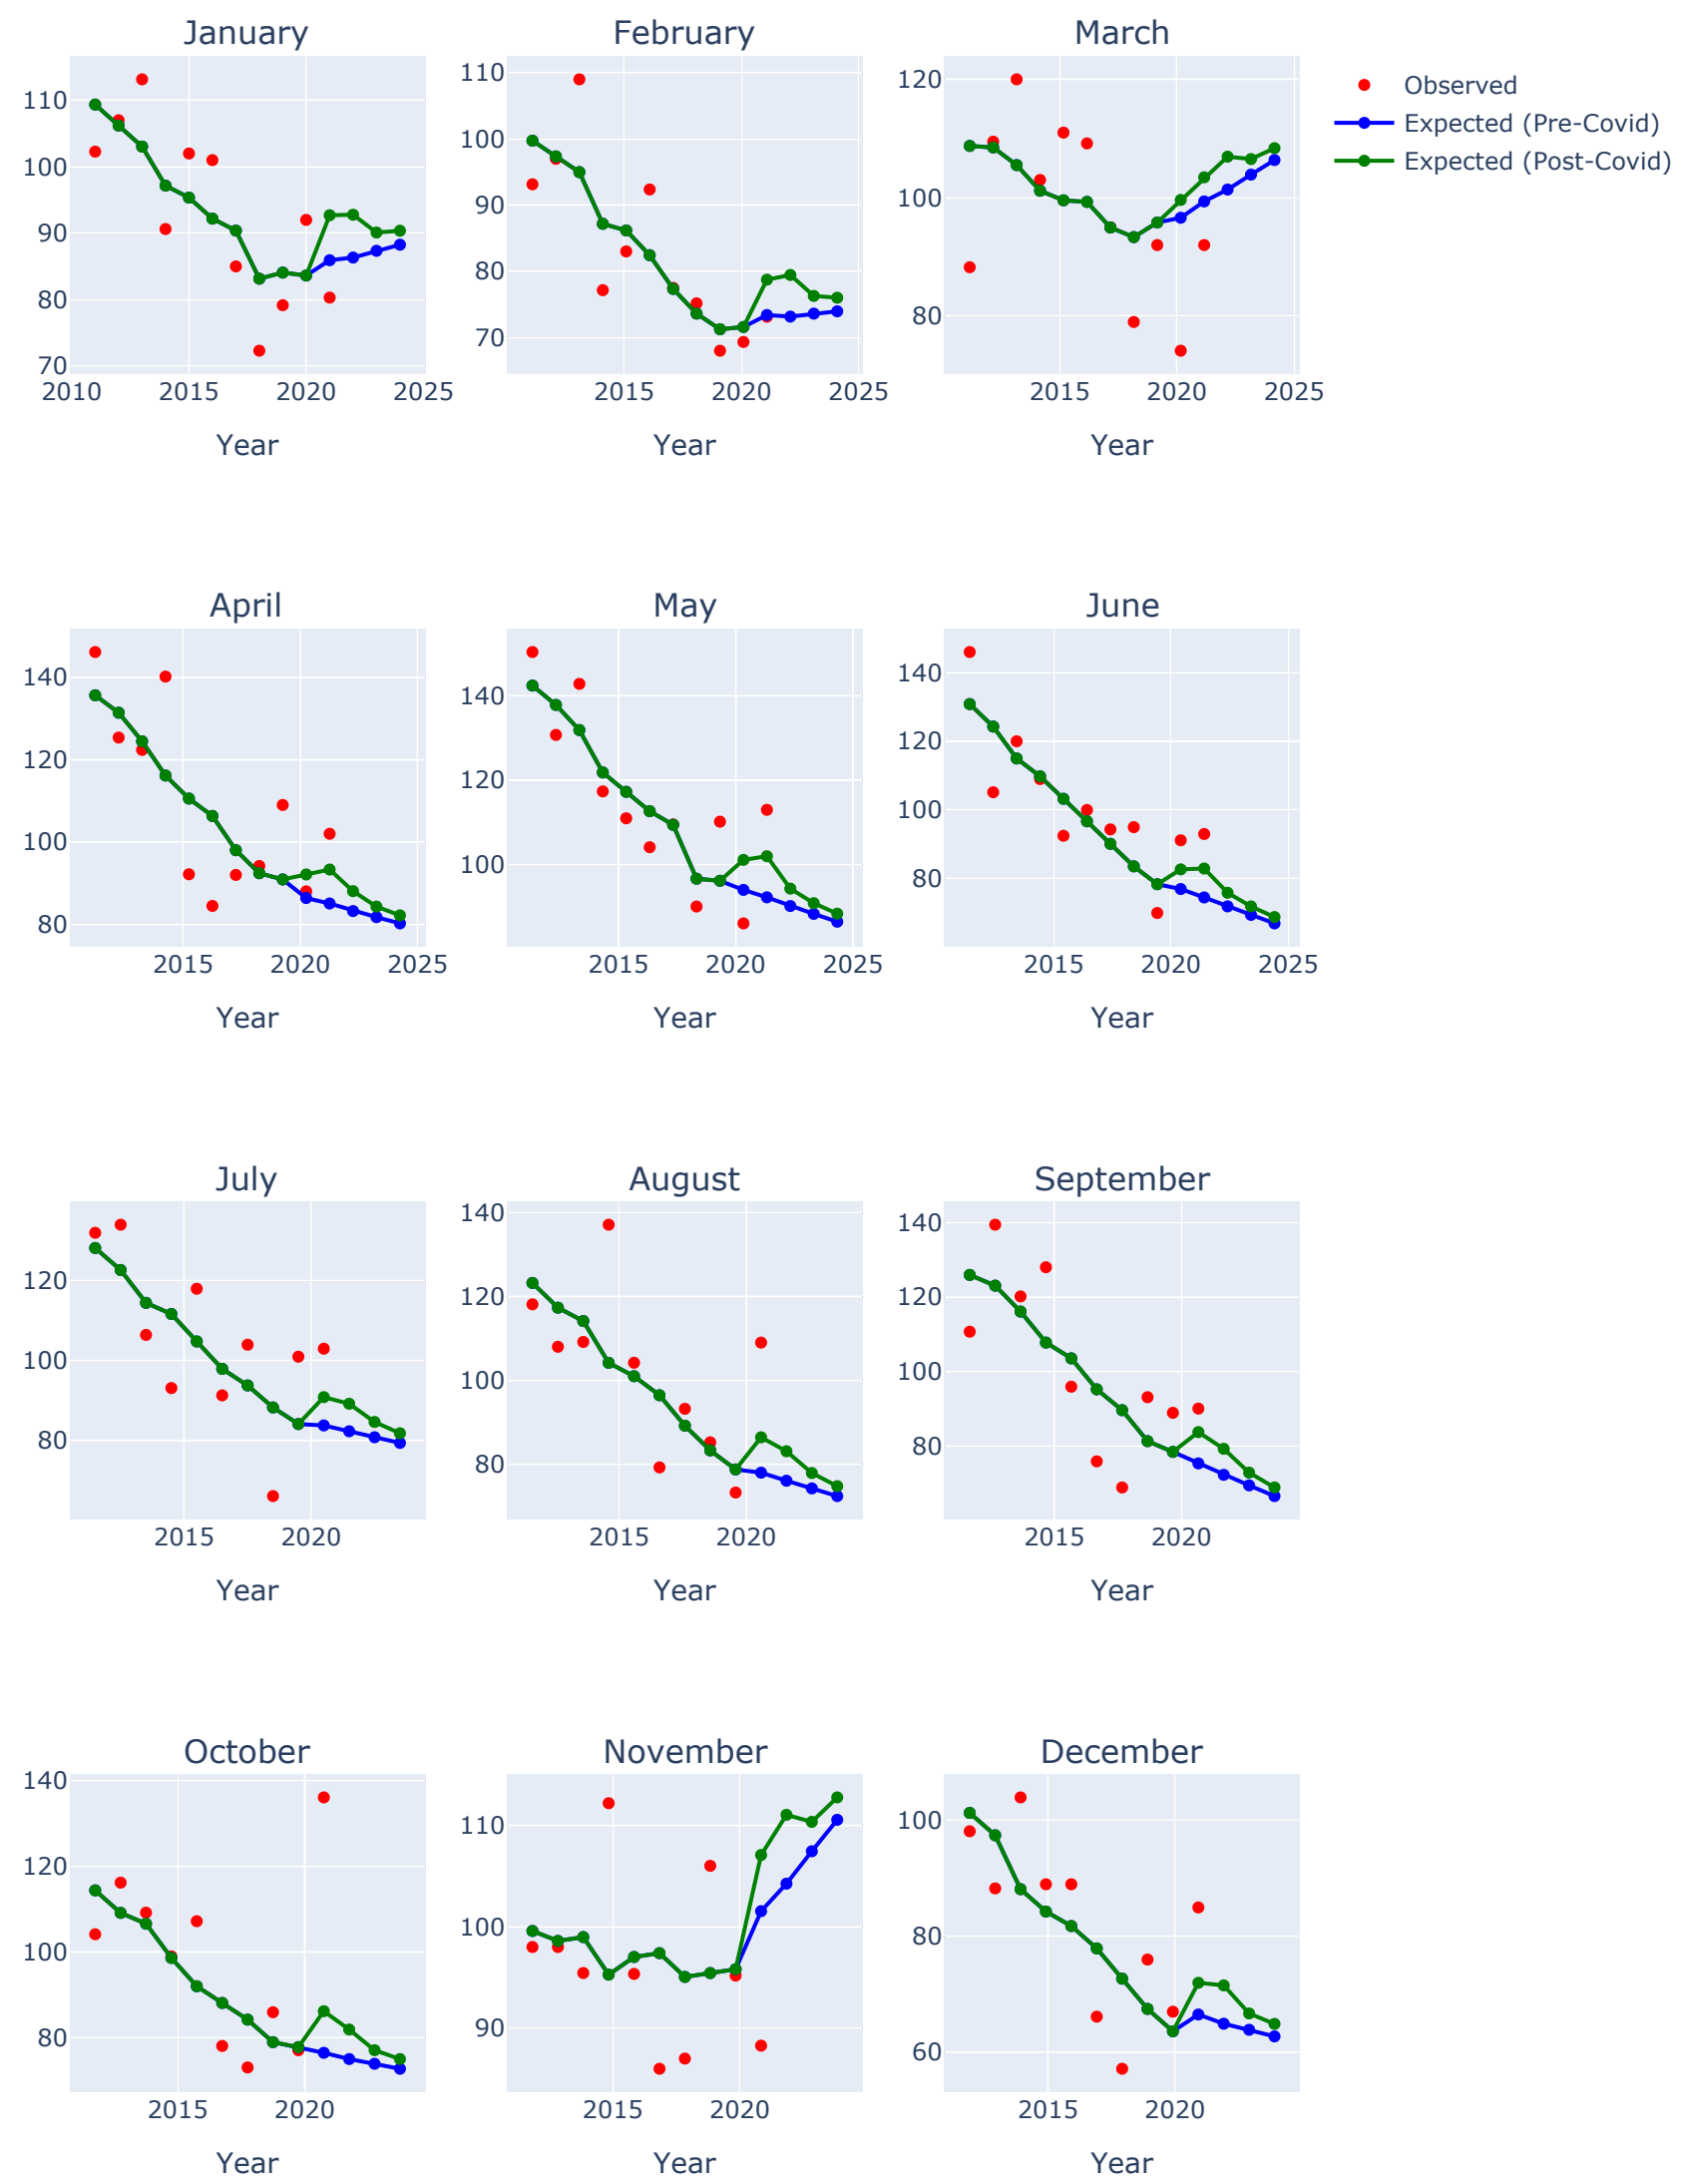 January February March
110
100
90
80
70
2010 2015 2020 2025
Year
110
100
90
80
70
2015 2020 2025
Year
120
100
80
2015 2020 2025
Year
Observed
Expected (Pre-Covid)
Expected (Post-Covid)
April May June
140
120
100
80
2015 2020 2025
Year
140
120
100
2015 2020 2025
Year
140
120
100
80
2015 2020 2025
Year
July August September
120
100
80
2015 2020
Year
140
120
100
80
2015 2020
Year
140
120
100
80
2015 2020
Year
October November December
140
120
100
80
2015 2020
Year
110
100
90
2015 2020
Year
100
80
60
2015 2020
Year